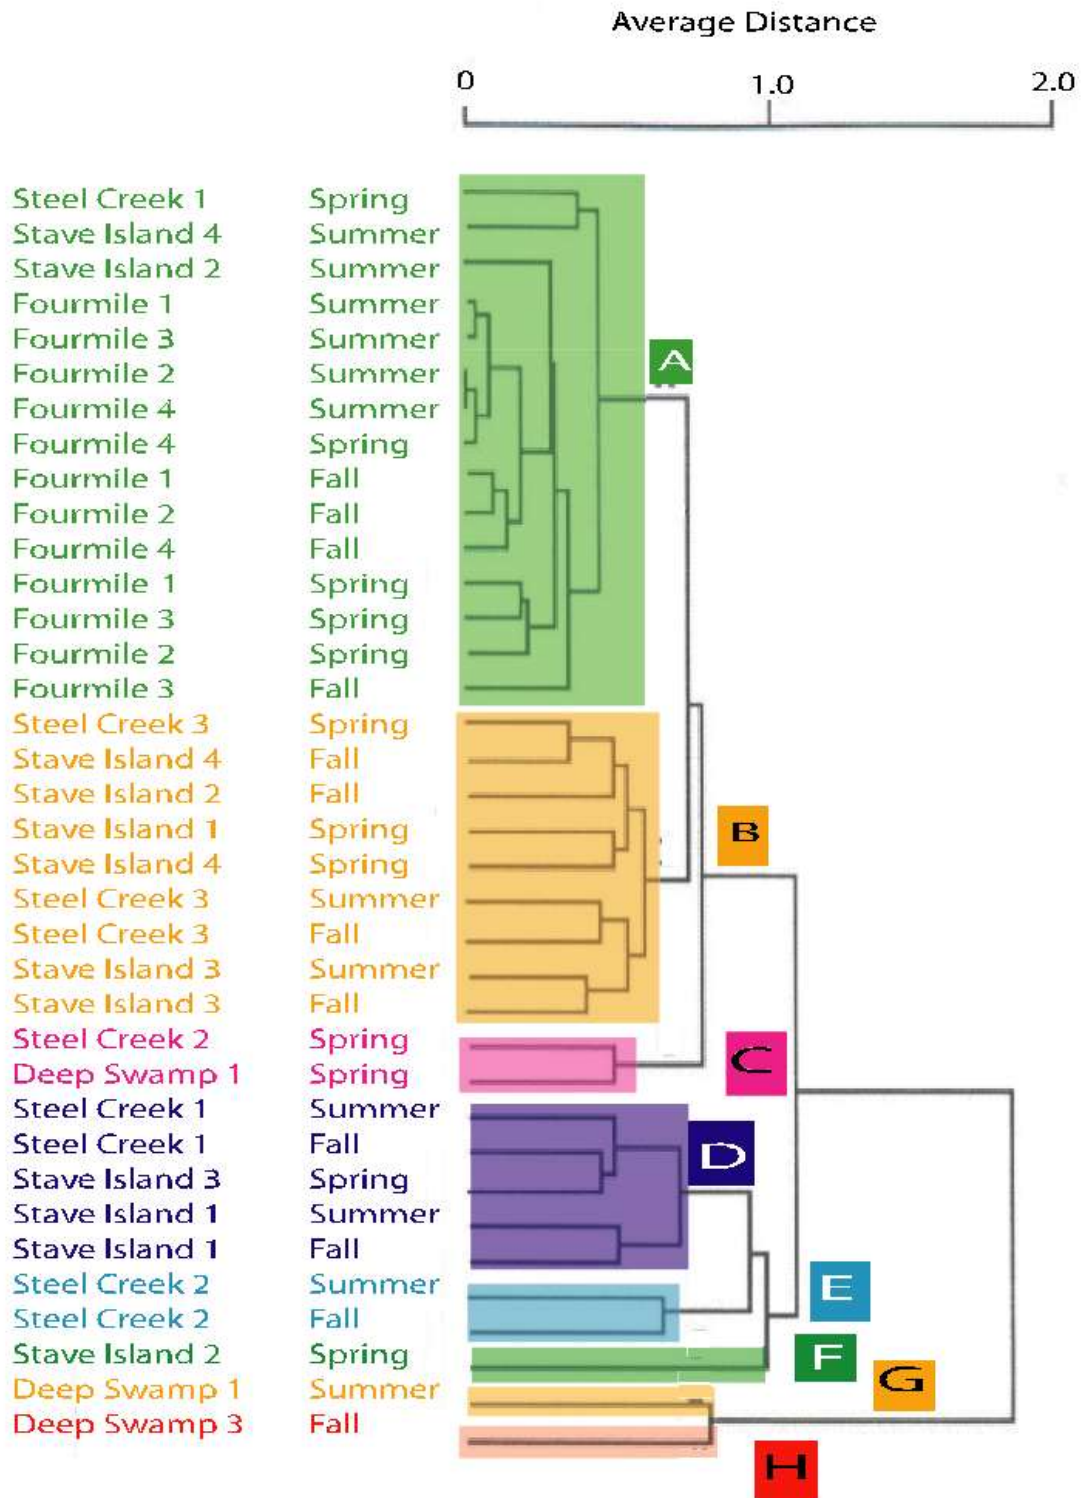 Average Distance
0 1.0 2.0
Steel Creek 1 Spring
Stave Island 4 Summer
Stave Island 2 Summer
Fourmile 1 Summer
Fourmile 3 Summer
Fourmile 2 Summer
Fourmile 4 Summer
Fourmile 4 Spring
Fourmile 1 Fall
Fourmile 2 Fall
Fourmile 4 Fall
Fourmile 1 Spring
Fourmile 3 Spring
Fourmile 2 Spring
Fourmile 3 Fall
Steel Creek 3 Spring
Stave Island 4 Fall
Stave Island 2 Fall
Stave Island 1 Spring
Stave Island 4 Spring
Steel Creek 3 Summer
Steel Creek 3 Fall
Stave Island 3 Summer
Stave Island 3 Fall
Steel Creek 2 Spring
Deep Swamp 1 Spring
Steel Creek 1 Summer
Steel Creek 1 Fall
Stave Island 3 Spring
Stave Island 1 Summer
Stave Island 1 Fall
Steel Creek 2 Summer
Steel Creek 2 Fall
Stave Island 2 Spring
Deep Swamp 1 Summer
Deep Swamp 3 Fall
A
B
C
D
E
F
G
H